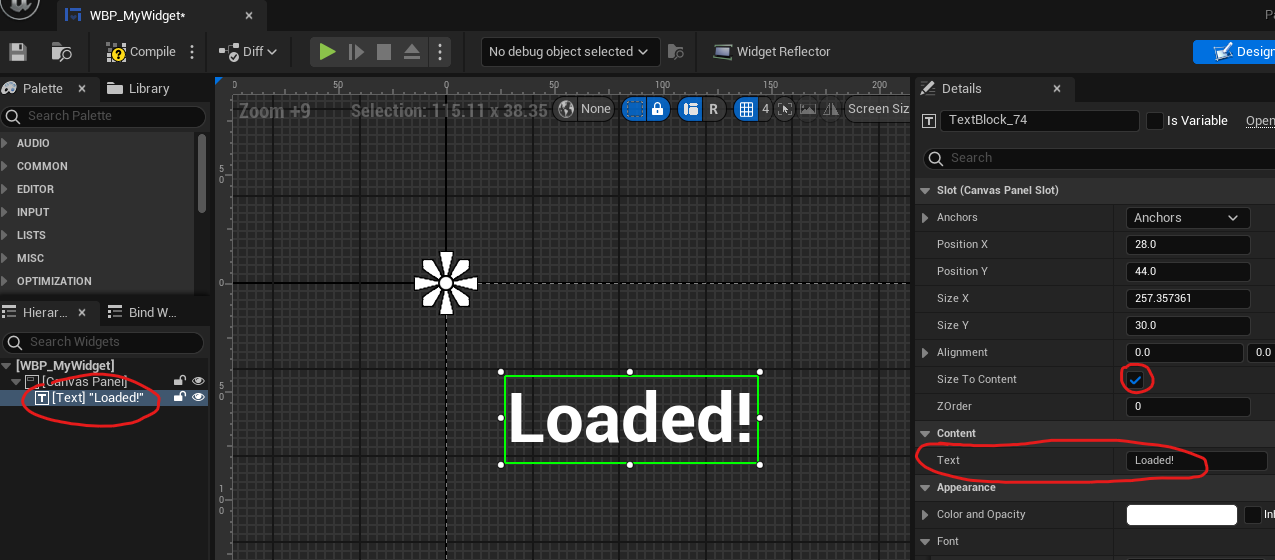 WBP_MyWidget*
Compile
Diff
No debug object selected
Widget Reflector
Palette
Library
Search Palette
AUDIO
COMMON
EDITOR
INPUT
LISTS
MISC
OPTIMIZATION
Hierar...
Bind W...
Search Widgets
[WBP_MyWidget]
[Canvas Panel]
[Text] "Loaded!"
0
50
0
50
100
150
200
Zoom +9
Selection: 115.11 x 38.35
None
R
4
Screen Siz
50
0
50
100
Loaded!
Details
TextBlock_74
Is Variable
Open
Search
Slot (Canvas Panel Slot)
Anchors
Anchors
Position X
28.0
Position Y
44.0
Size X
257.357361
Size Y
30.0
Alignment
0.0
0.0
Size To Content
ZOrder
0
Content
Text
Loaded!
Appearance
Color and Opacity
Font